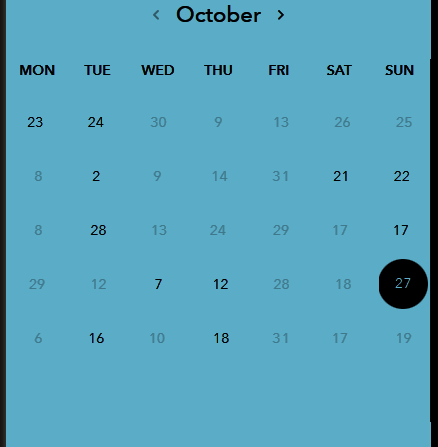 ‹ October ›
MON TUE WED THU FRI SAT SUN
23 24 30 9 13 26 25
8 2 9 14 31 21 22
8 28 13 24 29 17 17
29 12 7 12 28 18 27
6 16 10 18 31 17 19